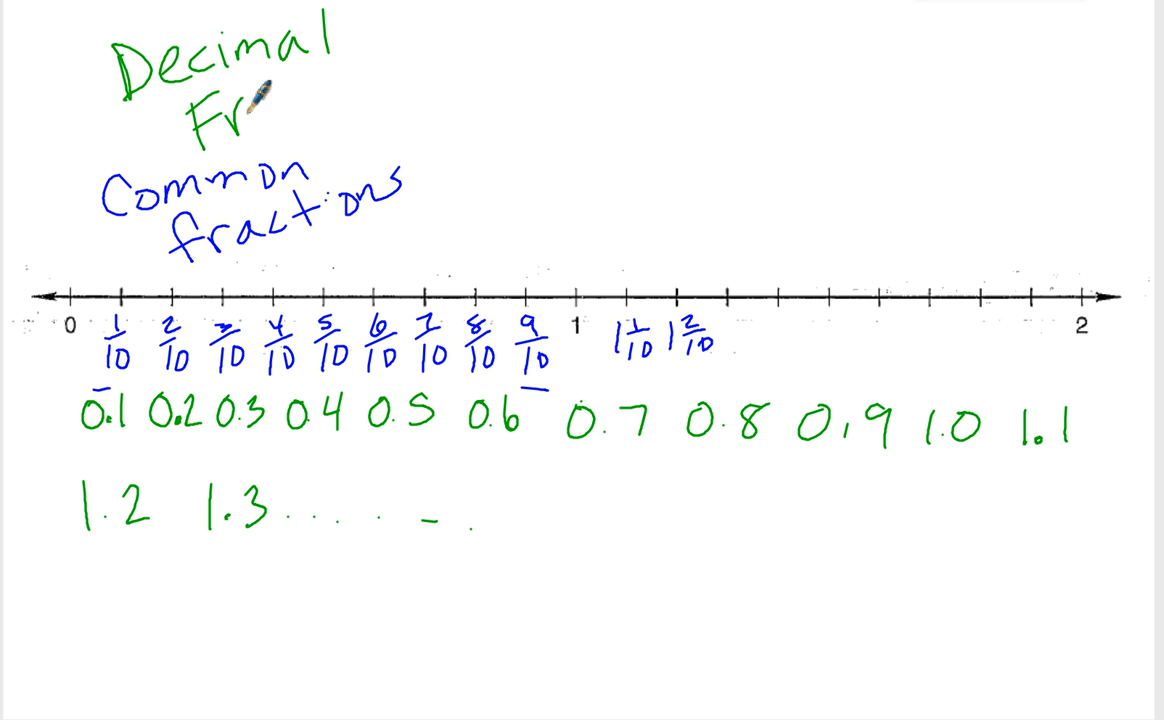 Decimal
Fr
Common
fractions
0 1/10 2/10 3/10 4/10 5/10 6/10 7/10 8/10 9/10 1 1 1/10 1 2/10 2
0.1 0.2 0.3 0.4 0.5 0.6 0.7 0.8 0.9 1.0 1.1
1.2 1.3 . . . . - .